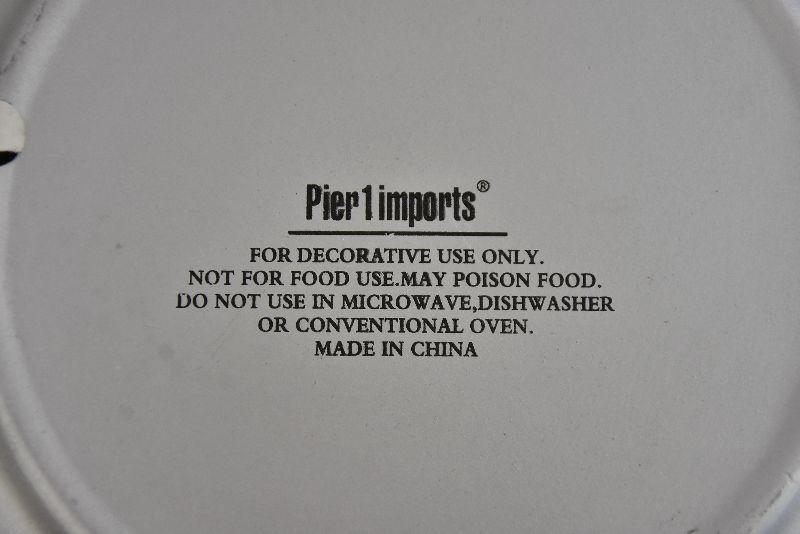 Pier 1 imports®
FOR DECORATIVE USE ONLY.
NOT FOR FOOD USE.MAY POISON FOOD.
DO NOT USE IN MICROWAVE,DISHWASHER
OR CONVENTIONAL OVEN.
MADE IN CHINA